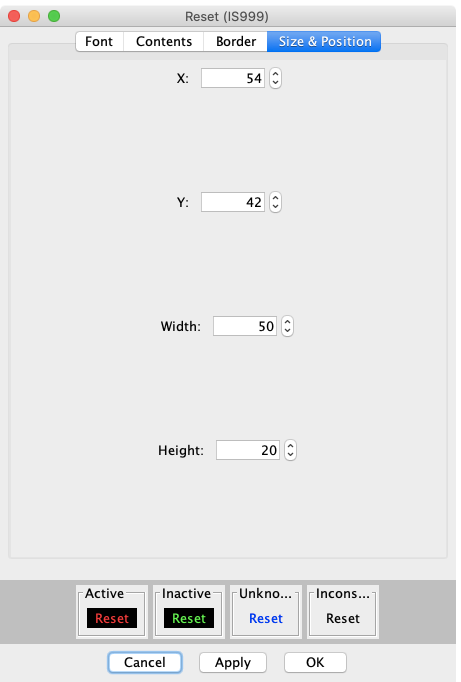 Reset (IS999)
Font Contents Border Size & Position
X: 54
Y: 42
Width: 50
Height: 20
Active Inactive Unkno... Incons...
Reset Reset Reset Reset
Cancel Apply OK